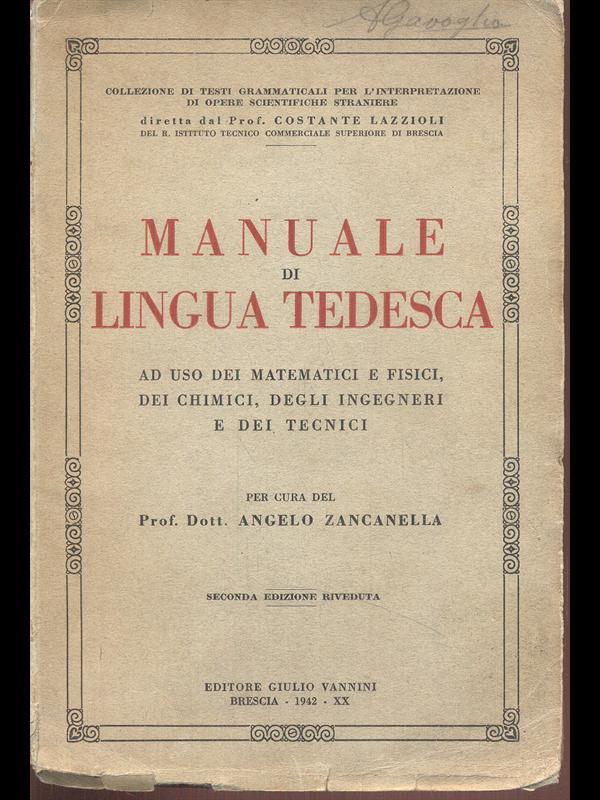 AGavoglio
COLLEZIONE DI TESTI GRAMMATICALI PER L'INTERPRETAZIONE
DI OPERE SCIENTIFICHE STRANIERE
diretta dal Prof. COSTANTE LAZZIOLI
DEL R. ISTITUTO TECNICO COMMERCIALE SUPERIORE DI BRESCIA
MANUALE
DI
LINGUA TEDESCA
AD USO DEI MATEMATICI E FISICI,
DEI CHIMICI, DEGLI INGEGNERI
E DEI TECNICI
PER CURA DEL
Prof. Dott. ANGELO ZANCANELLA
SECONDA EDIZIONE RIVEDUTA
EDITORE GIULIO VANNINI
BRESCIA - 1942 - XX